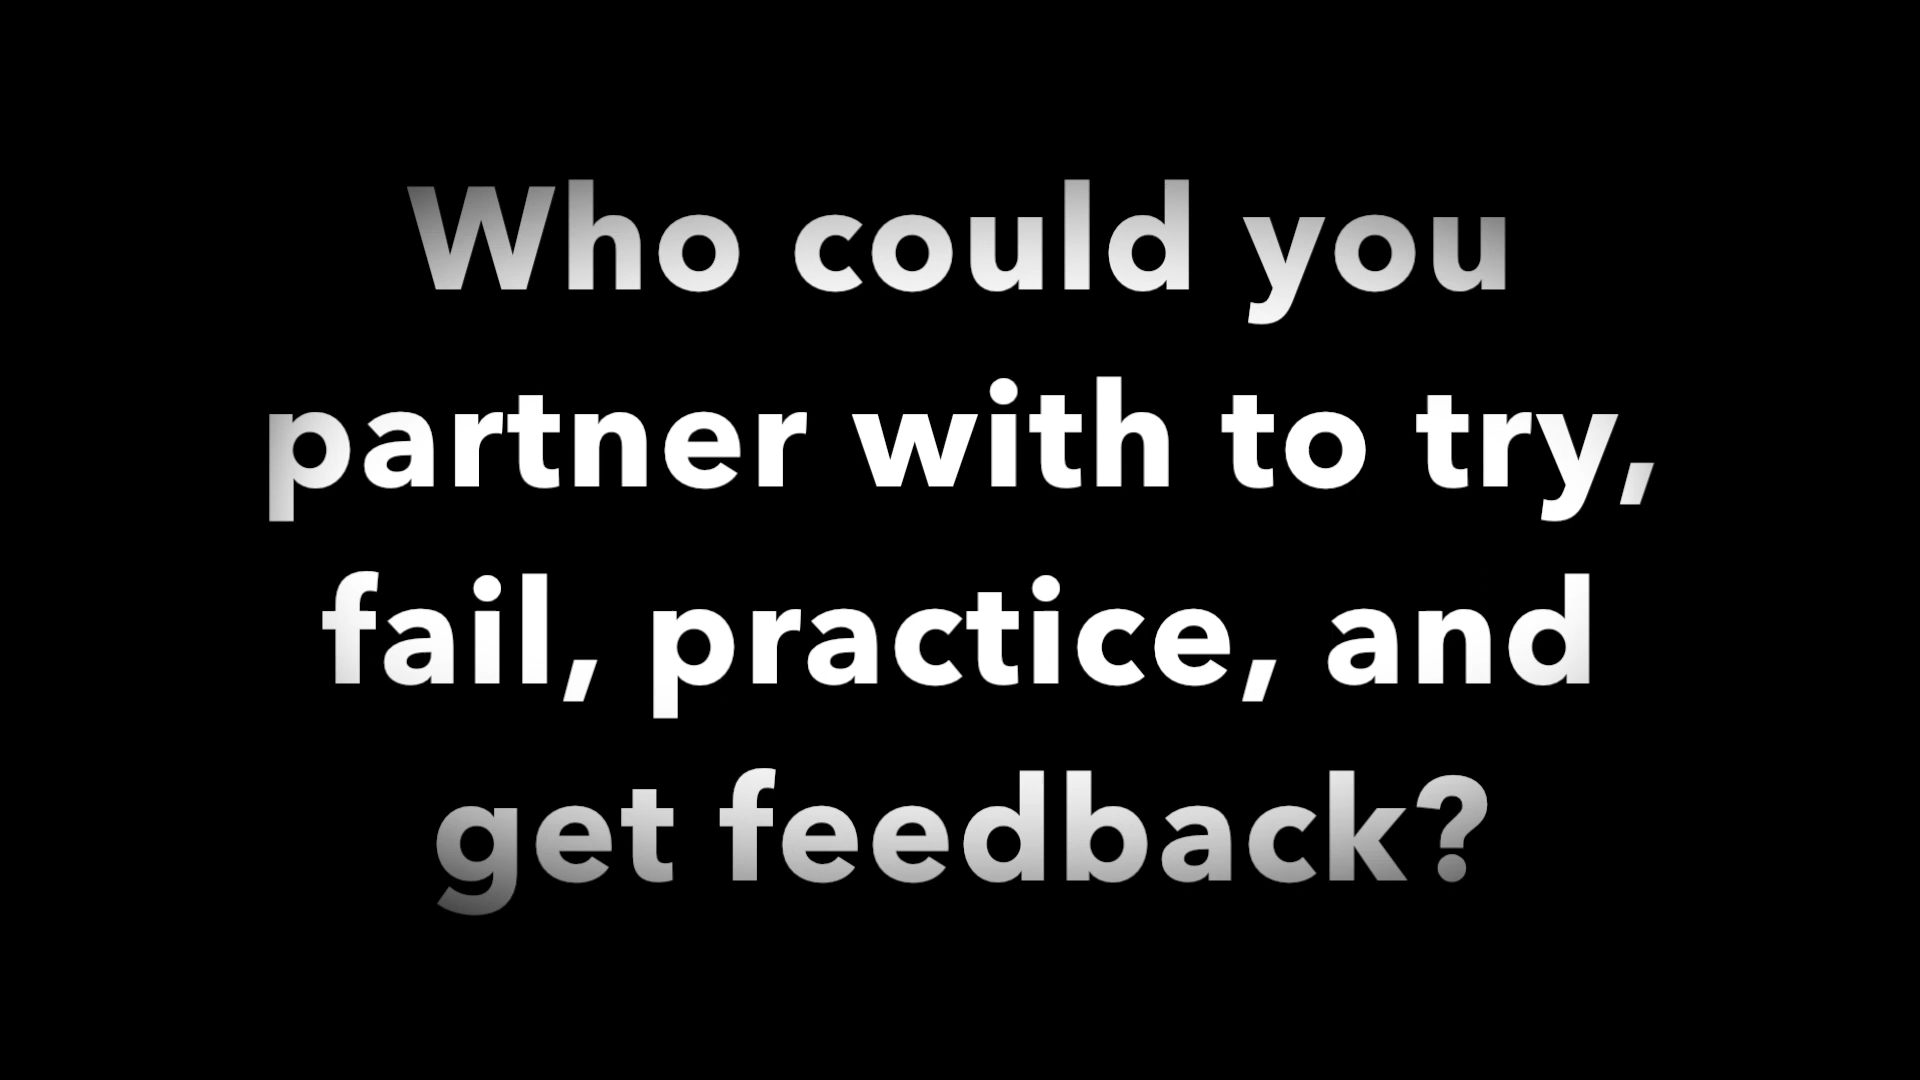 Who could you
partner with to try,
fail, practice, and
get feedback?